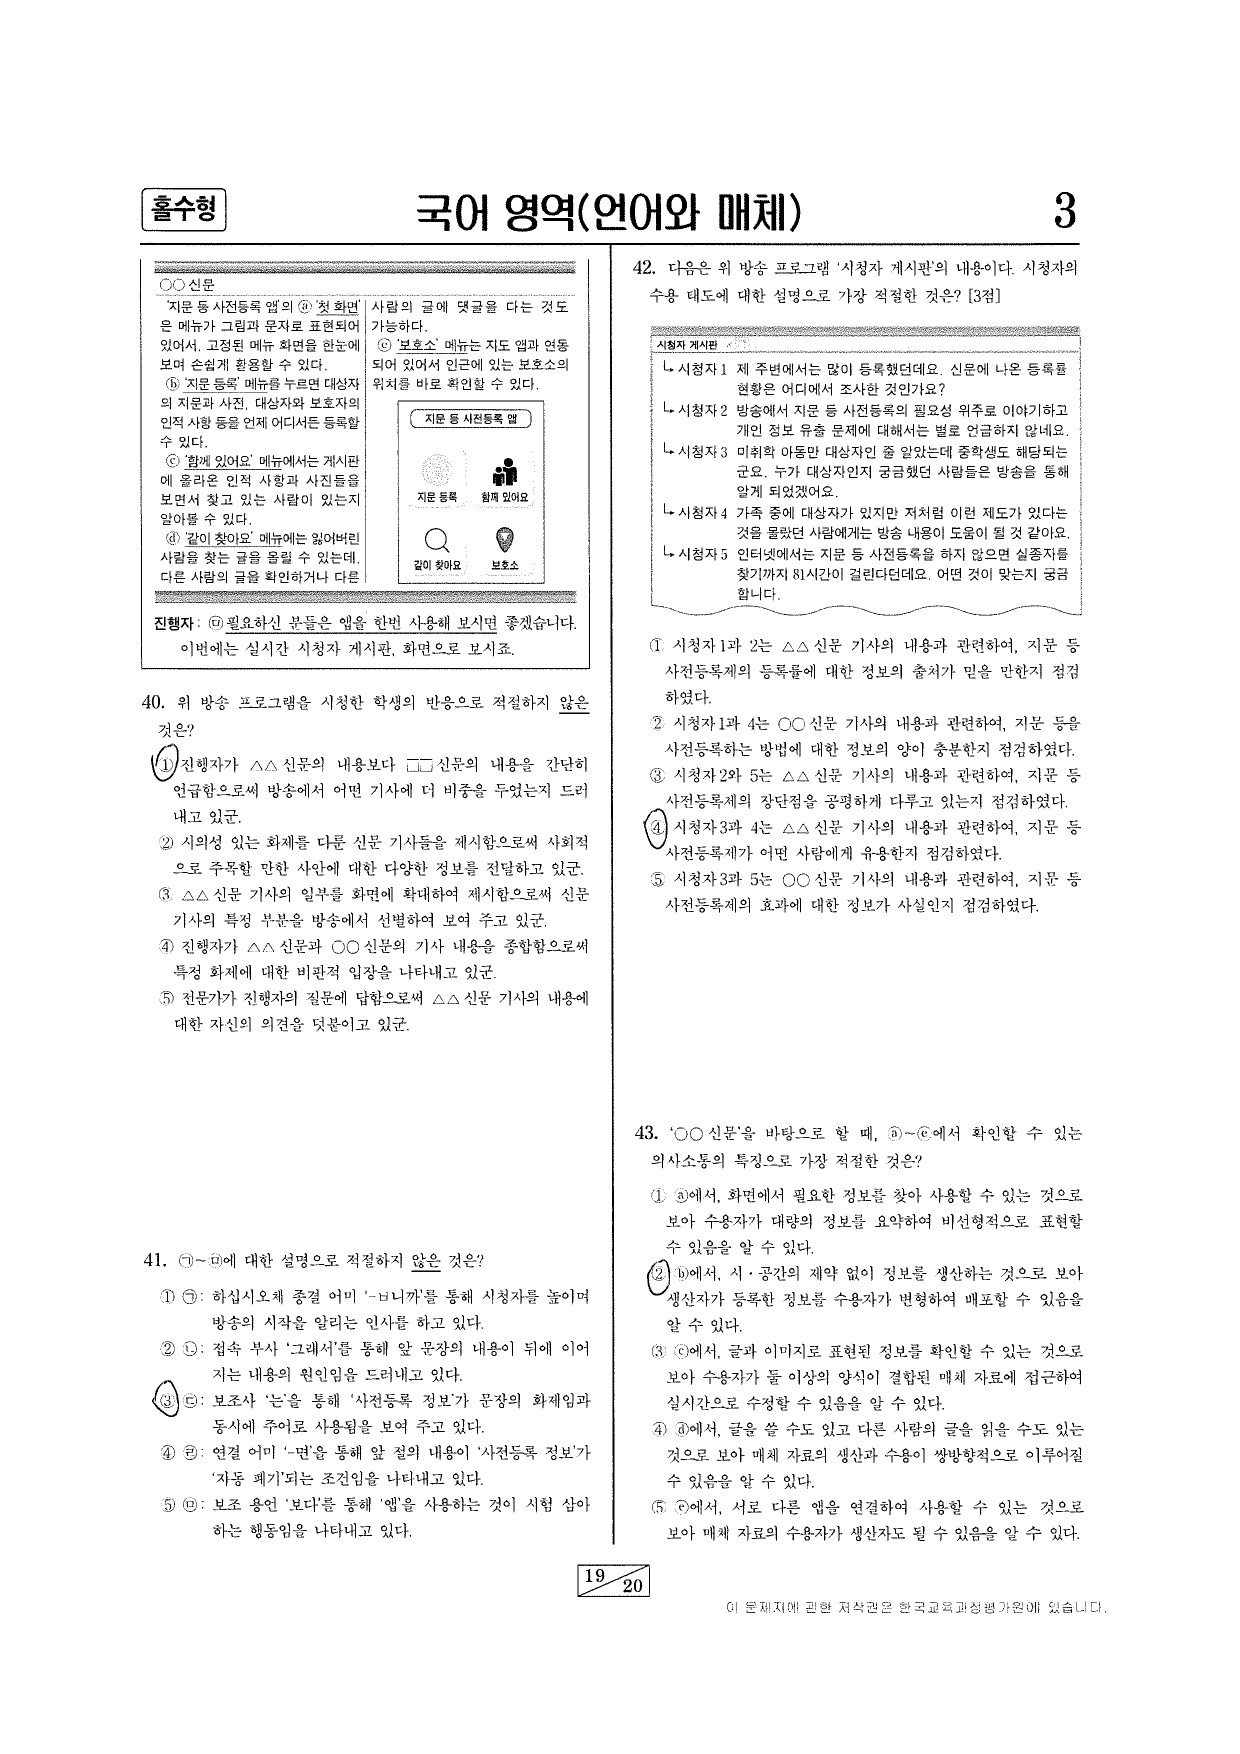 홀수형
국어 영역(언어와 매체)
3
○○신문
'지문 등 사전등록 앱'의 ⓐ '첫 화면'
은 메뉴가 그림과 문자로 표현되어
있어서, 고정된 메뉴 화면을 한눈에
보며 손쉽게 활용할 수 있다.
ⓑ '지문 등록' 메뉴를 누르면 대상자
의 지문과 사진, 대상자와 보호자의
인적 사항 등을 언제 어디서든 등록할
수 있다.
ⓒ '함께 있어요' 메뉴에서는 게시판
에 올라온 인적 사항과 사진들을
보면서 찾고 있는 사람이 있는지
알아볼 수 있다.
ⓓ '같이 찾아요' 메뉴에는 잃어버린
사람을 찾는 글을 올릴 수 있는데,
다른 사람의 글을 확인하거나 다른
사람의 글에 댓글을 다는 것도
가능하다.
ⓔ '보호소' 메뉴는 지도 앱과 연동
되어 있어서 인근에 있는 보호소의
위치를 바로 확인할 수 있다.
지문 등 사전등록 앱
지문 등록 함께 있어요
같이 찾아요 보호소
진행자: ㉤ 필요하신 분들은 앱을 한번 사용해 보시면 좋겠습니다.
이번에는 실시간 시청자 게시판, 화면으로 보시죠.
40. 위 방송 프로그램을 시청한 학생의 반응으로 적절하지 않은
것은?
① 진행자가 △△신문의 내용보다 □□신문의 내용을 간단히
언급함으로써 방송에서 어떤 기사에 더 비중을 두었는지 드러
내고 있군.
② 시의성 있는 화제를 다룬 신문 기사들을 제시함으로써 사회적
으로 주목할 만한 사안에 대한 다양한 정보를 전달하고 있군.
③ △△신문 기사의 일부를 화면에 확대하여 제시함으로써 신문
기사의 특정 부분을 방송에서 선별하여 보여 주고 있군.
④ 진행자가 △△신문과 ○○신문의 기사 내용을 종합함으로써
특정 화제에 대한 비판적 입장을 나타내고 있군.
⑤ 전문가가 진행자의 질문에 답함으로써 △△신문 기사의 내용에
대한 자신의 의견을 덧붙이고 있군.
41. ㉠~㉤에 대한 설명으로 적절하지 않은 것은?
① ㉠: 하십시오체 종결 어미 '-ㅂ니까'를 통해 시청자를 높이며
방송의 시작을 알리는 인사를 하고 있다.
② ㉡: 접속 부사 '그래서'를 통해 앞 문장의 내용이 뒤에 이어
지는 내용의 원인임을 드러내고 있다.
③ ㉢: 보조사 '는'을 통해 '사전등록 정보'가 문장의 화제임과
동시에 주어로 사용됨을 보여 주고 있다.
④ ㉣: 연결 어미 '-면'을 통해 앞 절의 내용이 '사전등록 정보'가
'자동 폐기'되는 조건임을 나타내고 있다.
⑤ ㉤: 보조 용언 '보다'를 통해 '앱'을 사용하는 것이 시험 삼아
하는 행동임을 나타내고 있다.
42. 다음은 위 방송 프로그램 '시청자 게시판'의 내용이다. 시청자의
수용 태도에 대한 설명으로 가장 적절한 것은? [3점]
시청자 게시판 ×
↳ 시청자 1 제 주변에서는 많이 등록했던데요. 신문에 나온 등록률
현황은 어디에서 조사한 것인가요?
↳ 시청자 2 방송에서 지문 등 사전등록의 필요성 위주로 이야기하고
개인 정보 유출 문제에 대해서는 별로 언급하지 않네요.
↳ 시청자 3 미취학 아동만 대상자인 줄 알았는데 중학생도 해당되는
군요. 누가 대상자인지 궁금했던 사람들은 방송을 통해
알게 되었겠어요.
↳ 시청자 4 가족 중에 대상자가 있지만 저처럼 이런 제도가 있다는
것을 몰랐던 사람에게는 방송 내용이 도움이 될 것 같아요.
↳ 시청자 5 인터넷에서는 지문 등 사전등록을 하지 않으면 실종자를
찾기까지 81시간이 걸린다던데요. 어떤 것이 맞는지 궁금
합니다.
① 시청자 1과 2는 △△신문 기사의 내용과 관련하여, 지문 등
사전등록제의 등록률에 대한 정보의 출처가 믿을 만한지 점검
하였다.
② 시청자 1과 4는 ○○신문 기사의 내용과 관련하여, 지문 등을
사전등록하는 방법에 대한 정보의 양이 충분한지 점검하였다.
③ 시청자 2와 5는 △△신문 기사의 내용과 관련하여, 지문 등
사전등록제의 장단점을 공평하게 다루고 있는지 점검하였다.
④ 시청자 3과 4는 △△신문 기사의 내용과 관련하여, 지문 등
사전등록제가 어떤 사람에게 유용한지 점검하였다.
⑤ 시청자 3과 5는 ○○신문 기사의 내용과 관련하여, 지문 등
사전등록제의 효과에 대한 정보가 사실인지 점검하였다.
43. '○○신문'을 바탕으로 할 때, ⓐ~ⓔ에서 확인할 수 있는
의사소통의 특징으로 가장 적절한 것은?
① ⓐ에서, 화면에서 필요한 정보를 찾아 사용할 수 있는 것으로
보아 수용자가 대량의 정보를 요약하여 비선형적으로 표현할
수 있음을 알 수 있다.
② ⓑ에서, 시·공간의 제약 없이 정보를 생산하는 것으로 보아
생산자가 등록한 정보를 수용자가 변형하여 배포할 수 있음을
알 수 있다.
③ ⓒ에서, 글과 이미지로 표현된 정보를 확인할 수 있는 것으로
보아 수용자가 둘 이상의 양식이 결합된 매체 자료에 접근하여
실시간으로 수정할 수 있음을 알 수 있다.
④ ⓓ에서, 글을 쓸 수도 있고 다른 사람의 글을 읽을 수도 있는
것으로 보아 매체 자료의 생산과 수용이 쌍방향적으로 이루어질
수 있음을 알 수 있다.
⑤ ⓔ에서, 서로 다른 앱을 연결하여 사용할 수 있는 것으로
보아 매체 자료의 수용자가 생산자도 될 수 있음을 알 수 있다.
19
20
이 문제지에 관한 저작권은 한국교육과정평가원에 있습니다.